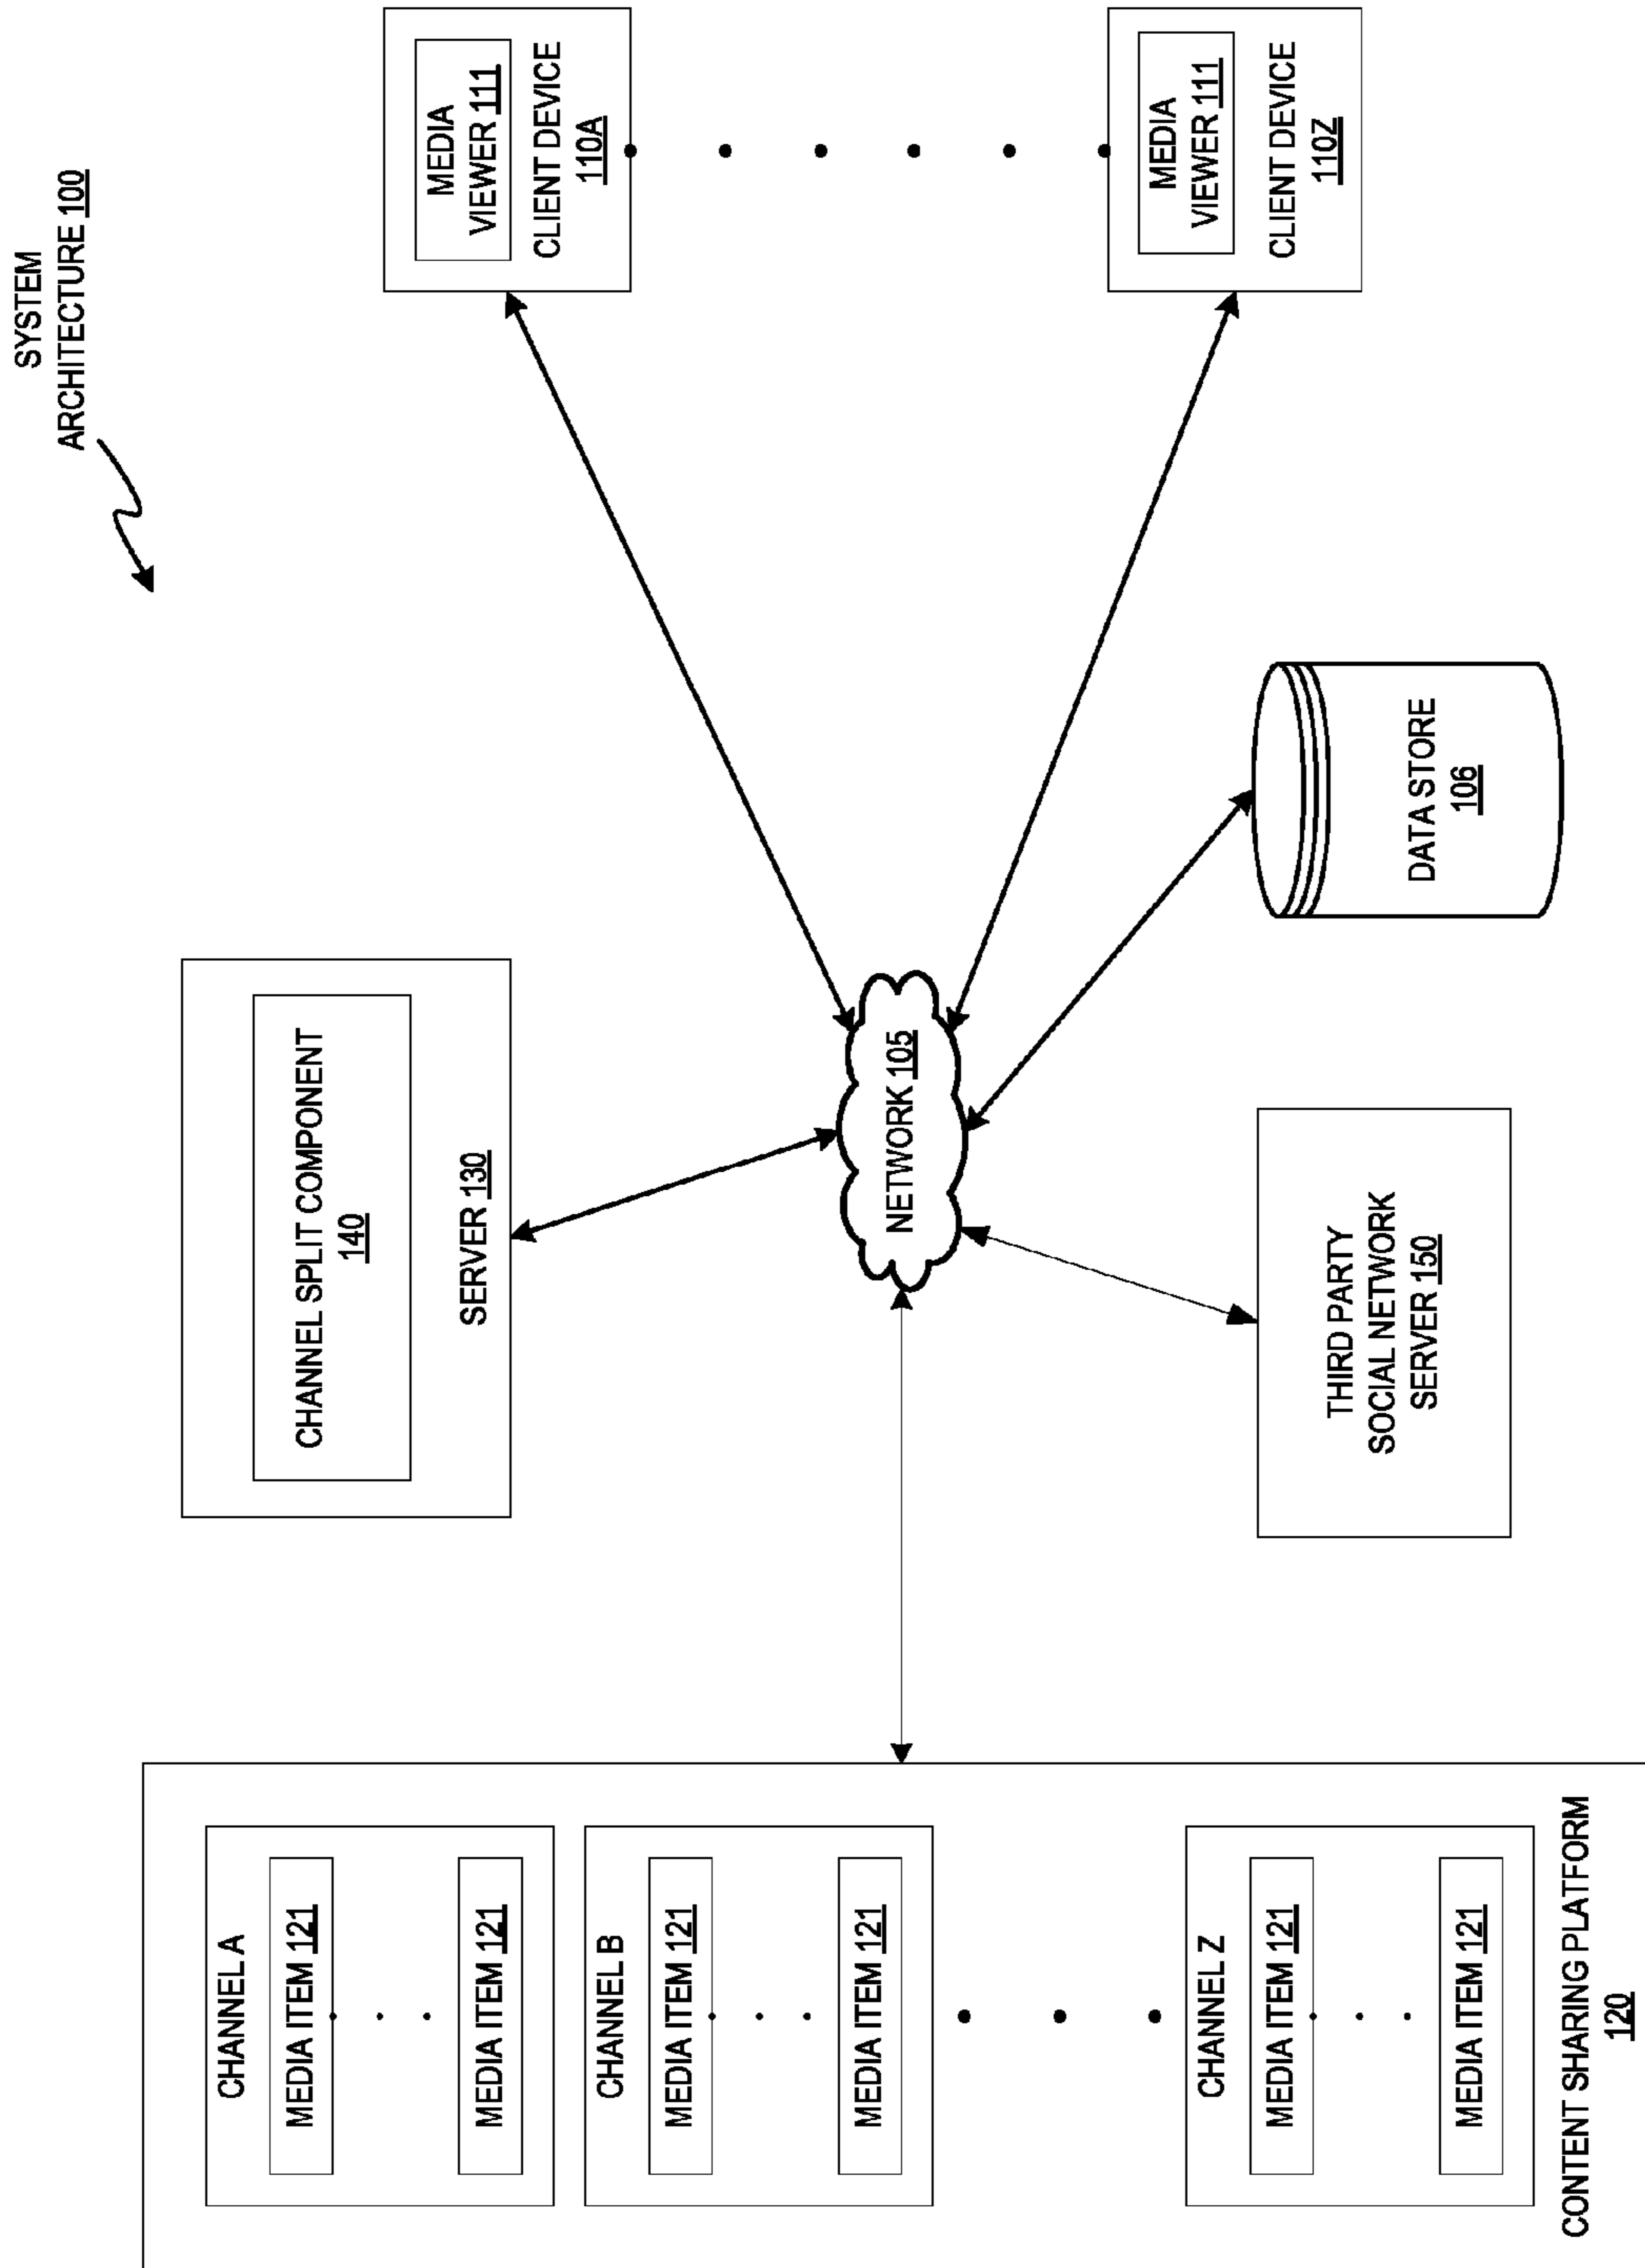 SYSTEM
ARCHITECTURE 100
CHANNEL A
MEDIA ITEM 121
MEDIA ITEM 121
CHANNEL B
MEDIA ITEM 121
MEDIA ITEM 121
CHANNEL Z
MEDIA ITEM 121
MEDIA ITEM 121
CONTENT SHARING PLATFORM
120
CHANNEL SPLIT COMPONENT
140
SERVER 130
NETWORK 105
THIRD PARTY
SOCIAL NETWORK
SERVER 150
DATA STORE
106
MEDIA
VIEWER 111
CLIENT DEVICE
110A
MEDIA
VIEWER 111
CLIENT DEVICE
110Z